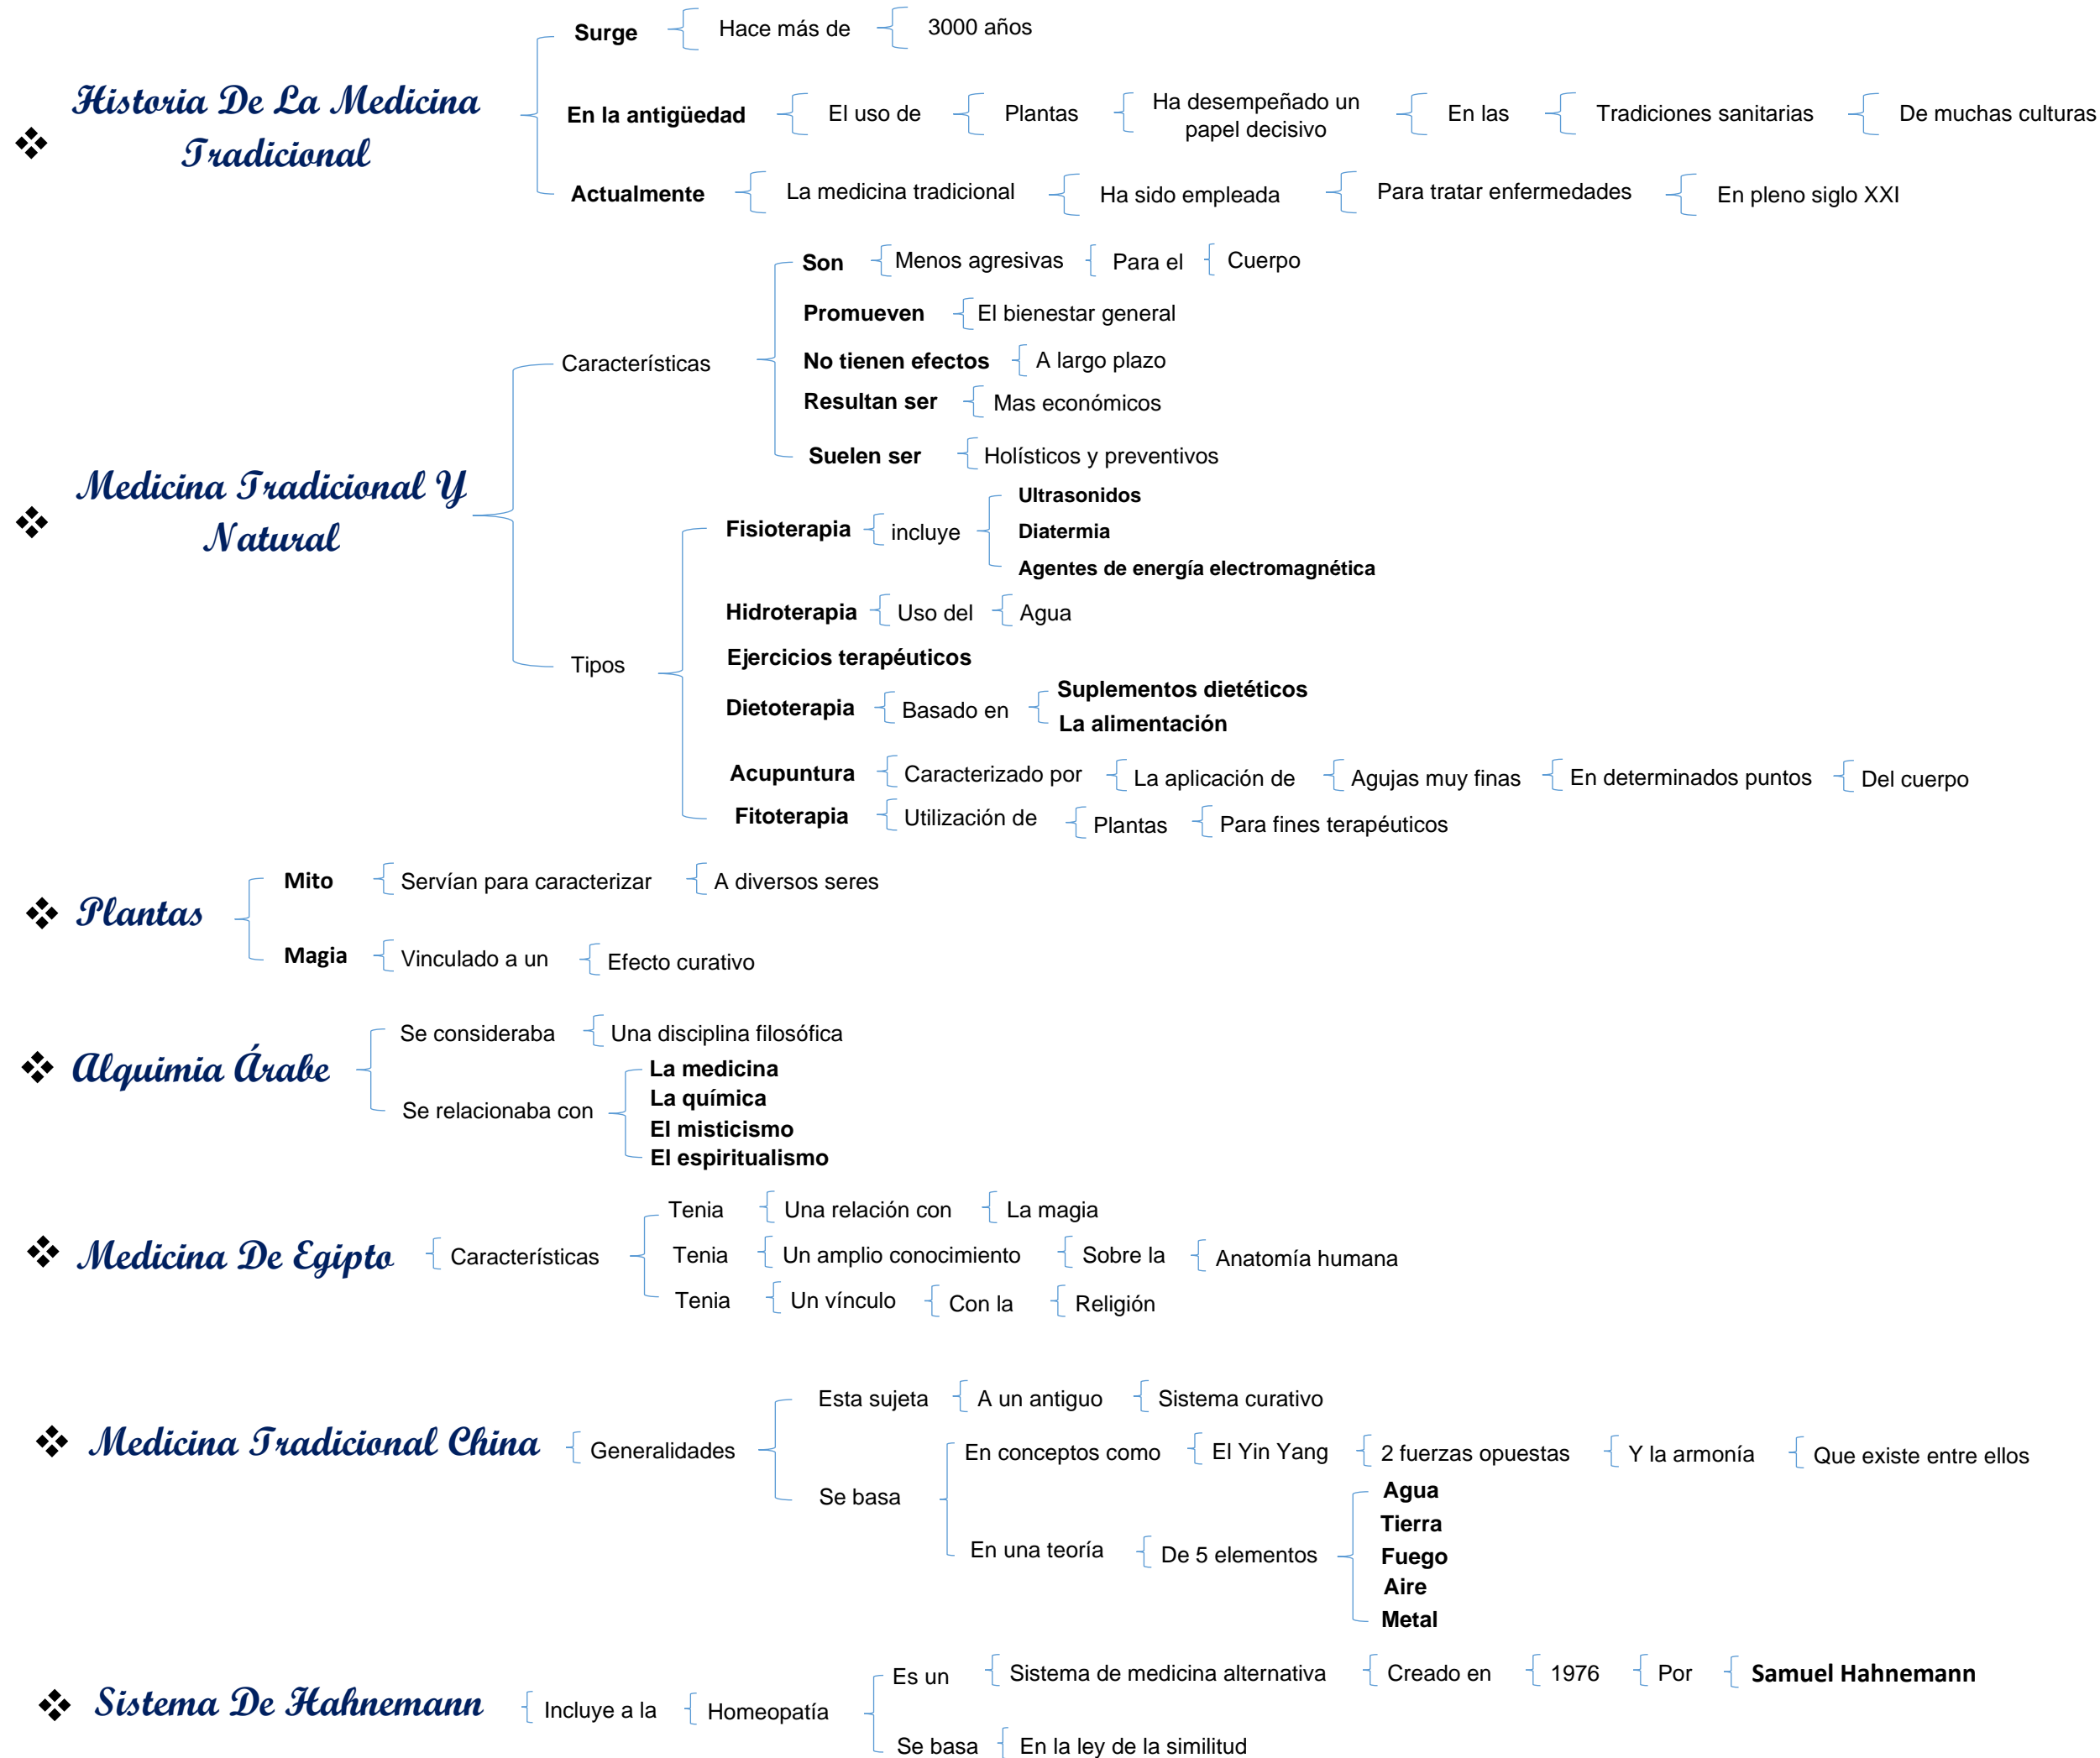 Surge Hace más de 3000 años
Historia De La Medicina
Tradicional
En la antigüedad El uso de Plantas Ha desempeñado un
papel decisivo En las Tradiciones sanitarias De muchas culturas
Actualmente La medicina tradicional Ha sido empleada Para tratar enfermedades En pleno siglo XXI
Medicina Tradicional Y
Natural
Características
Son Menos agresivas Para el Cuerpo
Promueven El bienestar general
No tienen efectos A largo plazo
Resultan ser Mas económicos
Suelen ser Holísticos y preventivos
Tipos
Fisioterapia incluye
Ultrasonidos
Diatermia
Agentes de energía electromagnética
Hidroterapia Uso del Agua
Ejercicios terapéuticos
Dietoterapia Basado en
Suplementos dietéticos
La alimentación
Acupuntura Caracterizado por La aplicación de Agujas muy finas En determinados puntos Del cuerpo
Fitoterapia Utilización de Plantas Para fines terapéuticos
Plantas
Mito Servían para caracterizar A diversos seres
Magia Vinculado a un Efecto curativo
Alquimia Árabe
Se consideraba Una disciplina filosófica
Se relacionaba con
La medicina
La química
El misticismo
El espiritualismo
Medicina De Egipto Características
Tenia Una relación con La magia
Tenia Un amplio conocimiento Sobre la Anatomía humana
Tenia Un vínculo Con la Religión
Medicina Tradicional China Generalidades
Esta sujeta A un antiguo Sistema curativo
Se basa
En conceptos como El Yin Yang 2 fuerzas opuestas Y la armonía Que existe entre ellos
En una teoría De 5 elementos
Agua
Tierra
Fuego
Aire
Metal
Sistema De Hahnemann Incluye a la Homeopatía
Es un Sistema de medicina alternativa Creado en 1976 Por Samuel Hahnemann
Se basa En la ley de la similitud